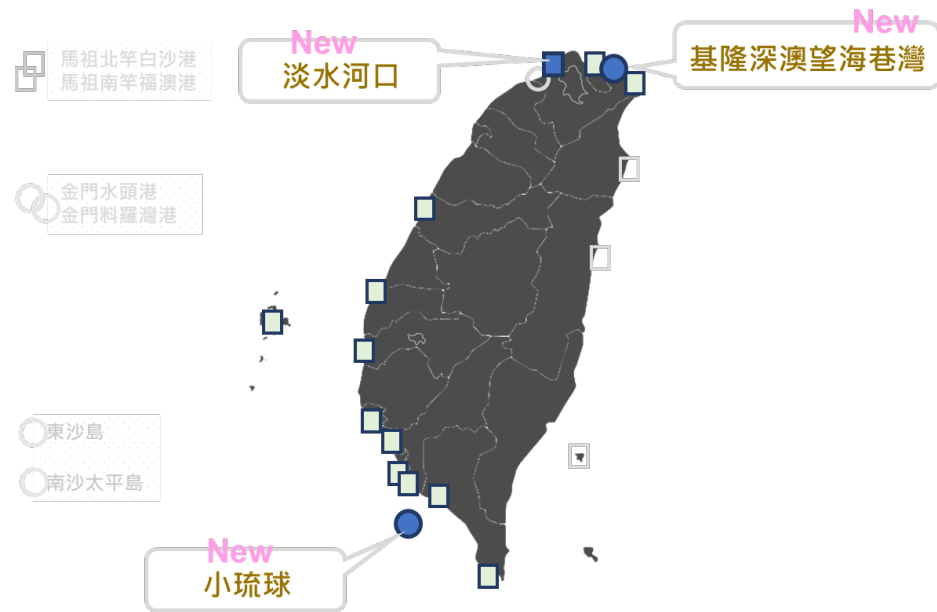 New
基隆深澳望海巷灣
New
淡水河口
馬祖北竿白沙港
馬祖南竿福澳港
金門水頭港
金門料羅灣港
東沙島
南沙太平島
New
小琉球